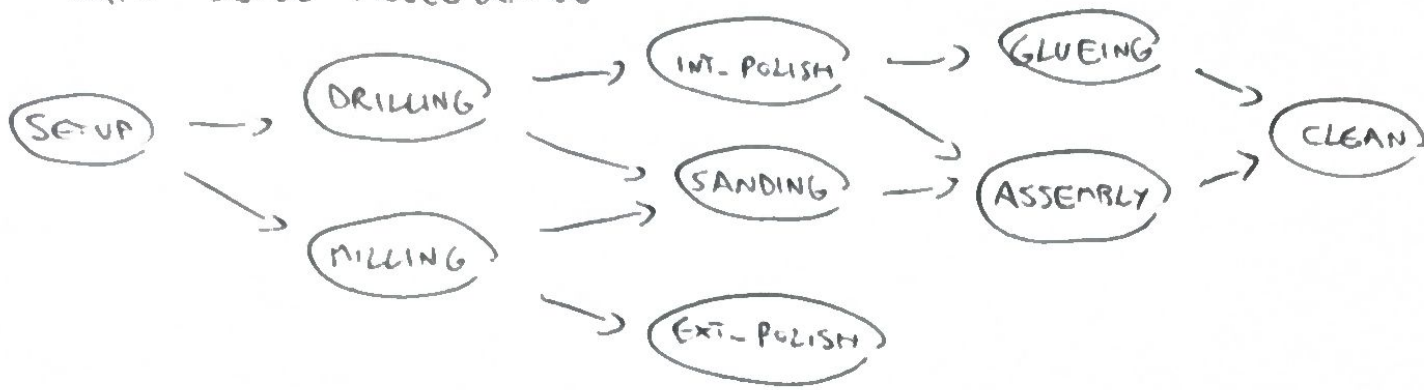 SETUP
DRILLING
MILLING
INT_POLISH
SANDING
EXT_POLISH
GLUEING
ASSEMBLY
CLEAN